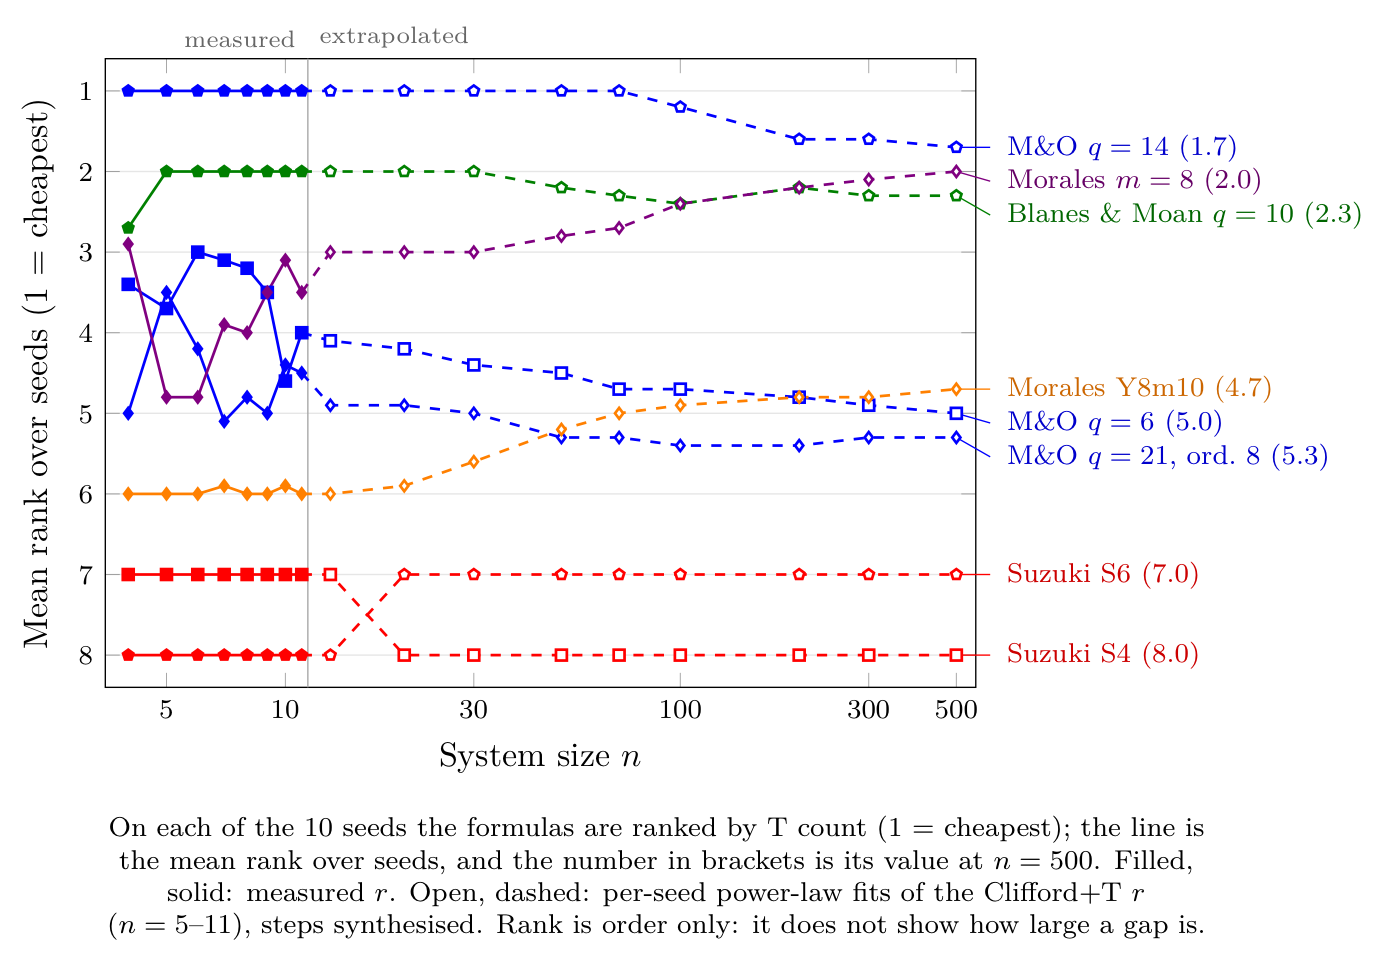 measured extrapolated
Mean rank over seeds (1 = cheapest)
1
2
3
4
5
6
7
8
M&O q = 14 (1.7)
Morales m = 8 (2.0)
Blanes & Moan q = 10 (2.3)
Morales Y8m10 (4.7)
M&O q = 6 (5.0)
M&O q = 21, ord. 8 (5.3)
Suzuki S6 (7.0)
Suzuki S4 (8.0)
5 10 30 100 300 500
System size n
On each of the 10 seeds the formulas are ranked by T count (1 = cheapest); the line is
the mean rank over seeds, and the number in brackets is its value at n = 500. Filled,
solid: measured r. Open, dashed: per-seed power-law fits of the Clifford+T r
(n = 5–11), steps synthesised. Rank is order only: it does not show how large a gap is.